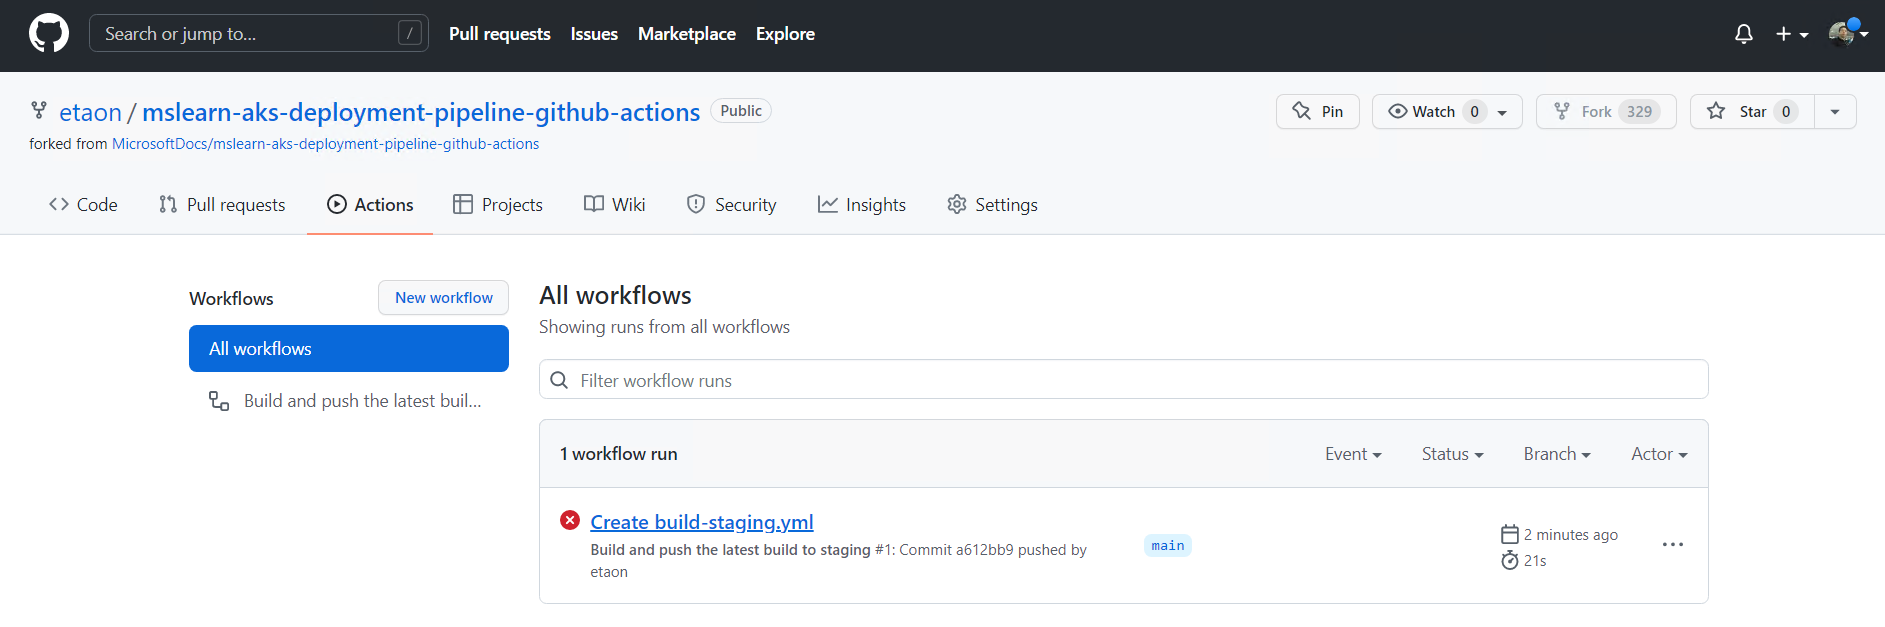 Search or jump to... /
Pull requests Issues Marketplace Explore
etaon / mslearn-aks-deployment-pipeline-github-actions Public
Pin Watch 0 Fork 329 Star 0
forked from MicrosoftDocs/mslearn-aks-deployment-pipeline-github-actions
Code Pull requests Actions Projects Wiki Security Insights Settings
Workflows New workflow
All workflows
Build and push the latest buil...
All workflows
Showing runs from all workflows
Filter workflow runs
1 workflow run Event Status Branch Actor
Create build-staging.yml
Build and push the latest build to staging #1: Commit a612bb9 pushed by
etaon
main
2 minutes ago
21s